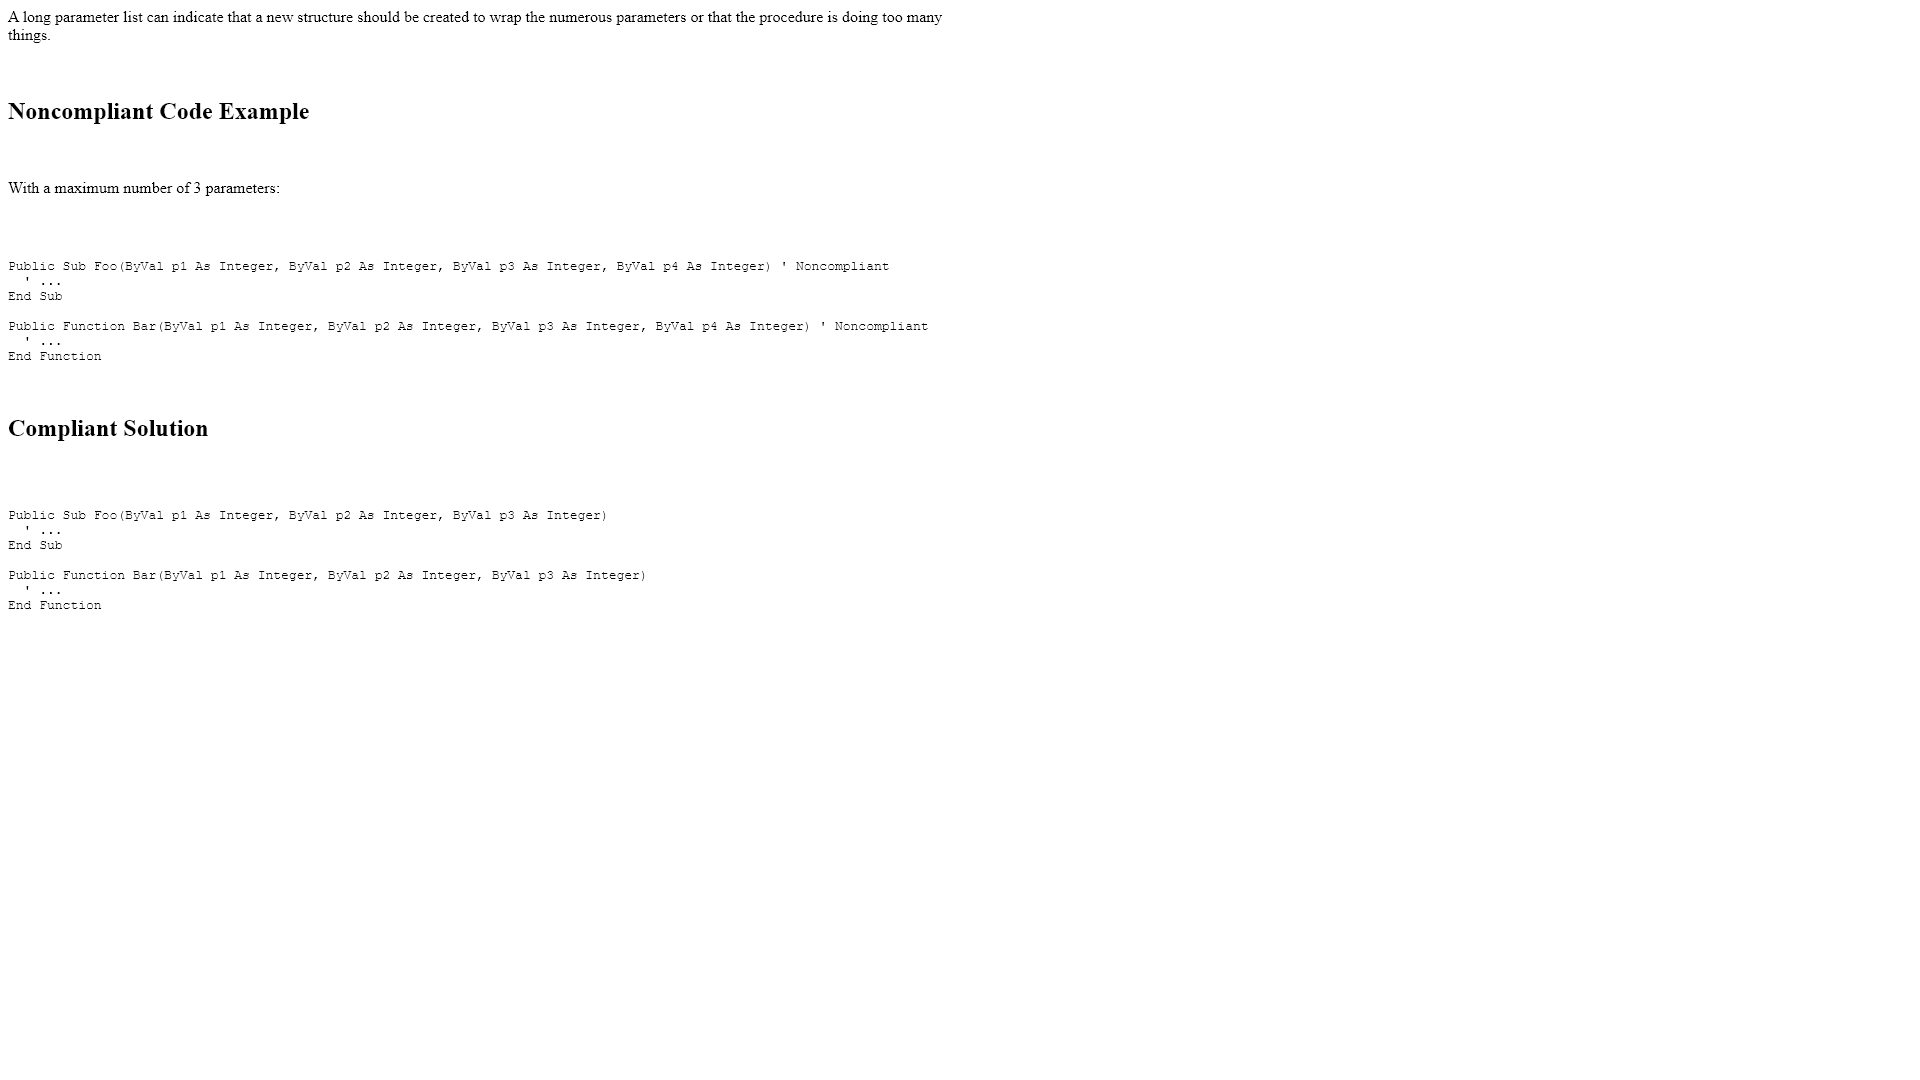 A long parameter list can indicate that a new structure should be created to wrap the numerous parameters or that the procedure is doing too many
things.
Noncompliant Code Example
With a maximum number of 3 parameters:
Public Sub Foo(ByVal p1 As Integer, ByVal p2 As Integer, ByVal p3 As Integer, ByVal p4 As Integer) ' Noncompliant
  ' ...
End Sub
Public Function Bar(ByVal p1 As Integer, ByVal p2 As Integer, ByVal p3 As Integer, ByVal p4 As Integer) ' Noncompliant
  ' ...
End Function
Compliant Solution
Public Sub Foo(ByVal p1 As Integer, ByVal p2 As Integer, ByVal p3 As Integer)
  ' ...
End Sub
Public Function Bar(ByVal p1 As Integer, ByVal p2 As Integer, ByVal p3 As Integer)
  ' ...
End Function